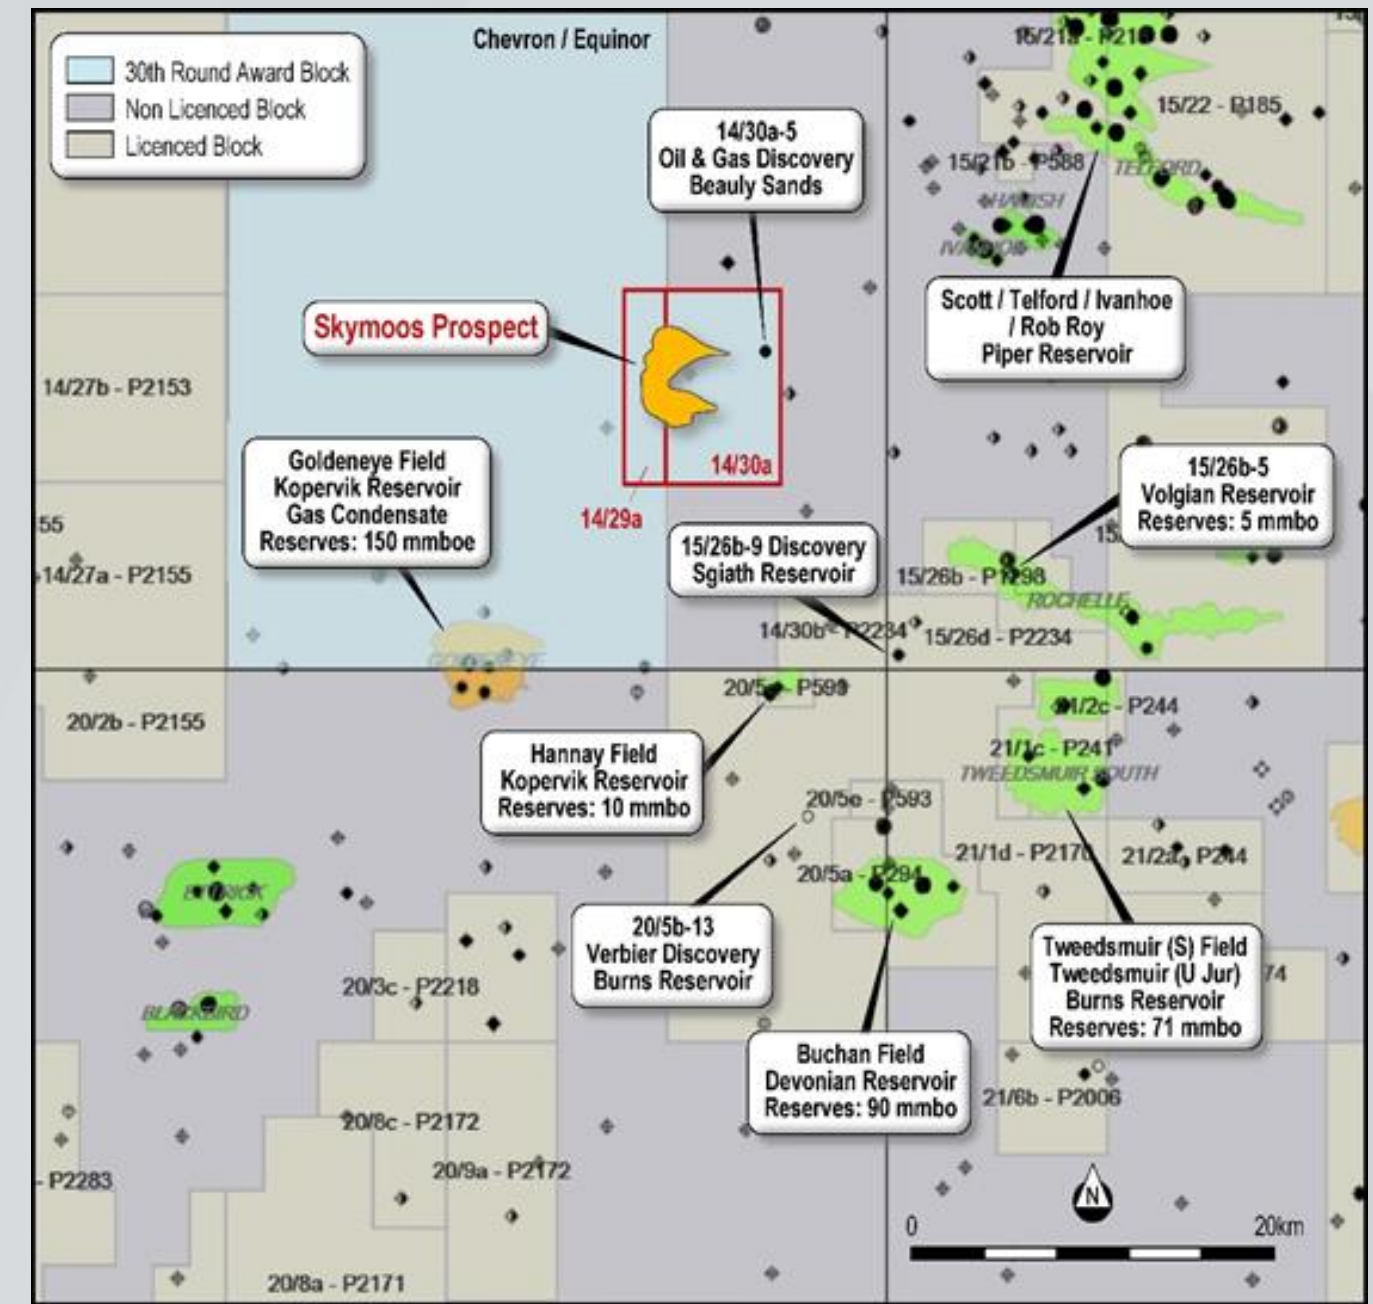 Chevron / Equinor
30th Round Award Block
Non Licenced Block
Licenced Block
14/30a-5
Oil & Gas Discovery
Beauly Sands
15/22 - P185
15/21b - P588
TELFORD
HAMISH
Scott / Telford / Ivanhoe
/ Rob Roy
Piper Reservoir
Skymoos Prospect
14/27b - P2153
14/30a
14/29a
Goldeneye Field
Kopervik Reservoir
Gas Condensate
Reserves: 150 mmboe
15/26b-5
Volgian Reservoir
Reserves: 5 mmbo
55
14/27a - P2155
15/26b-9 Discovery
Sgiath Reservoir
15/26b - P1298
ROCHELLE
14/30b - P2234
15/26d - P2234
20/2b - P2155
P593
21/2c - P244
21/1c - P241
TWEEDSMUIR SOUTH
Hannay Field
Kopervik Reservoir
Reserves: 10 mmbo
20/5e - P593
20/5a - P294
21/1d - P2170
21/2a - P244
20/5b-13
Verbier Discovery
Burns Reservoir
Tweedsmuir (S) Field
Tweedsmuir (U Jur)
Burns Reservoir
Reserves: 71 mmbo
74
20/3c - P2218
BLACKBIRD
Buchan Field
Devonian Reservoir
Reserves: 90 mmbo
21/6b - P2006
20/8c - P2172
20/9a - P2172
- P2283
N
0
20km
20/8a - P2171